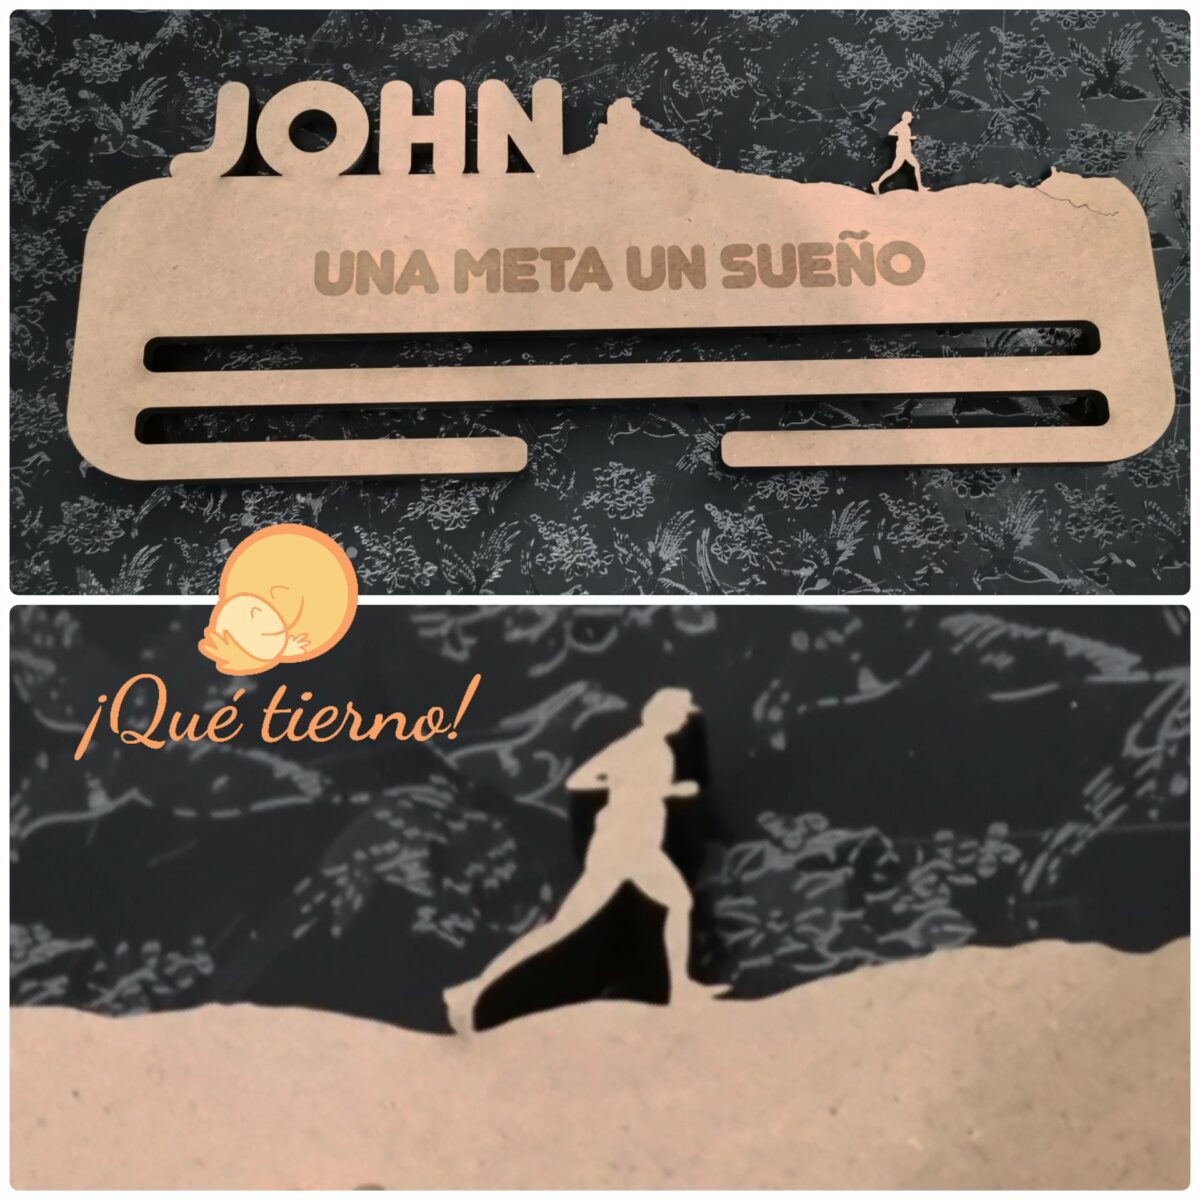 JOHN
UNA META UN SUEÑO
¡Qué tierno!